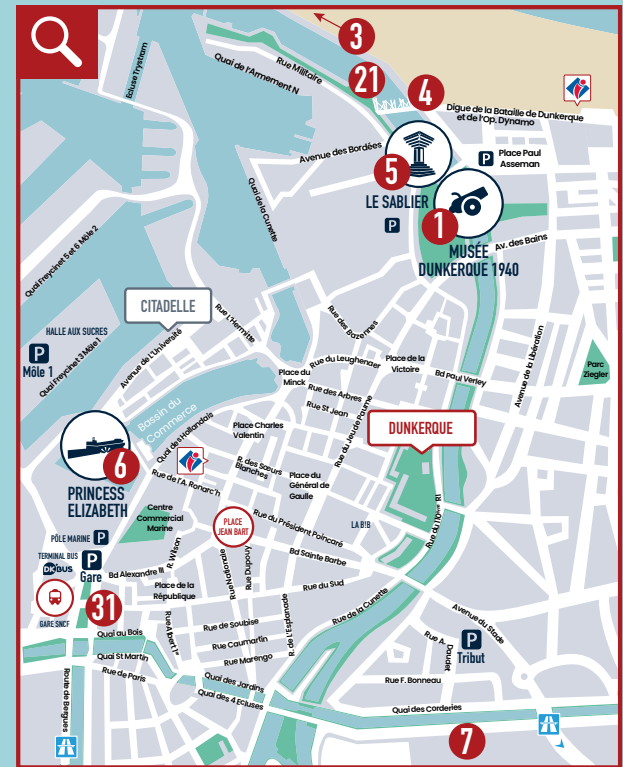 3
Rue Militaire
Ecluse Trystram
Quai de l'Armement N
21
4
Digue de la Bataille de Dunkerque
et de l'Op. Dynamo
Avenue des Bordées
P
Place Paul
Asseman
5
LE SABLIER
P
Quai de la Cunette
1
MUSÉE
DUNKERQUE 1940
Av. des Bains
Quai Freycinet 5 et 6 Môle 2
CITADELLE
Rue L'Hermitte
Rue des Bazennes
HALLE AUX SUCRES
P
Môle 1
Quai Freycinet 3 Môle 1
Avenue de L'Université
Rue du Leughenaer
Place de la
Victoire
Bd Paul Verley
Avenue de la Libération
Parc
Ziegler
Place du
Minck
Rue des Arbres
Rue St Jean
Rue du Jeu de Paume
Bassin du
Commerce
Quai des Hollandais
Place Charles
Valentin
DUNKERQUE
6
PRINCESS
ELIZABETH
R. des Sœurs
Blanches
Rue de l'A. Ronarc'h
Place du
Général de
Gaulle
Centre
Commercial
Marine
PLACE
JEAN BART
Rue du Président Poincaré
LA B!B
PÔLE MARINE P
TERMINAL BUS
DK'BUS
P
Gare
R. Wilson
Bd Sainte Barbe
Bd Alexandre III
Rue Nationale
Rue Dupouy
Place de la
République
Rue du Sud
Rue de la Cunette
Avenue du Stade
GARE SNCF
31
Rue Albert 1er
Rue de Soubise
R. de L'Esplanade
Quai au Bois
Rue Caumartin
Rue Marengo
Rue A.
Daudet
P
Tribut
Quai St Martin
Rue de Paris
Quai des Jardins
Quai des 4 Ecluses
Rue F. Bonneau
Route de Bergues
Quai des Corderies
7